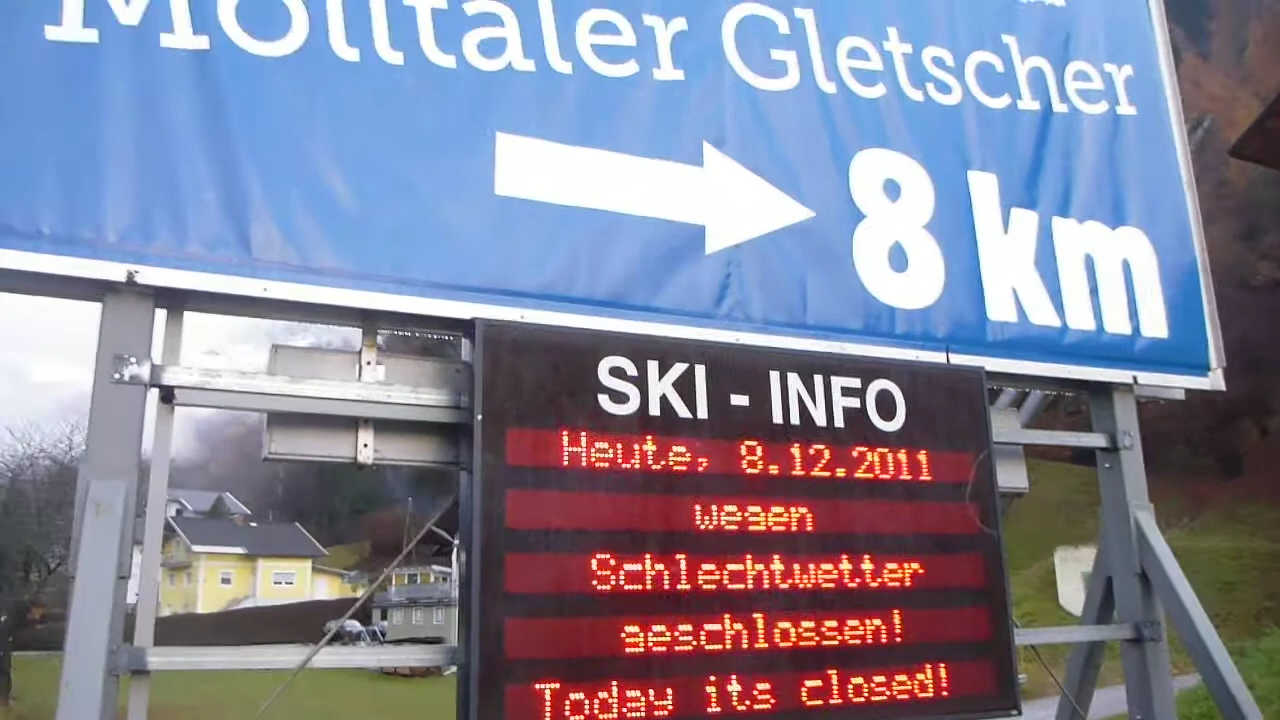 Mölltaler Gletscher
8 km
SKI - INFO
Heute, 8.12.2011
wegen
Schlechtwetter
geschlossen!
Today its closed!